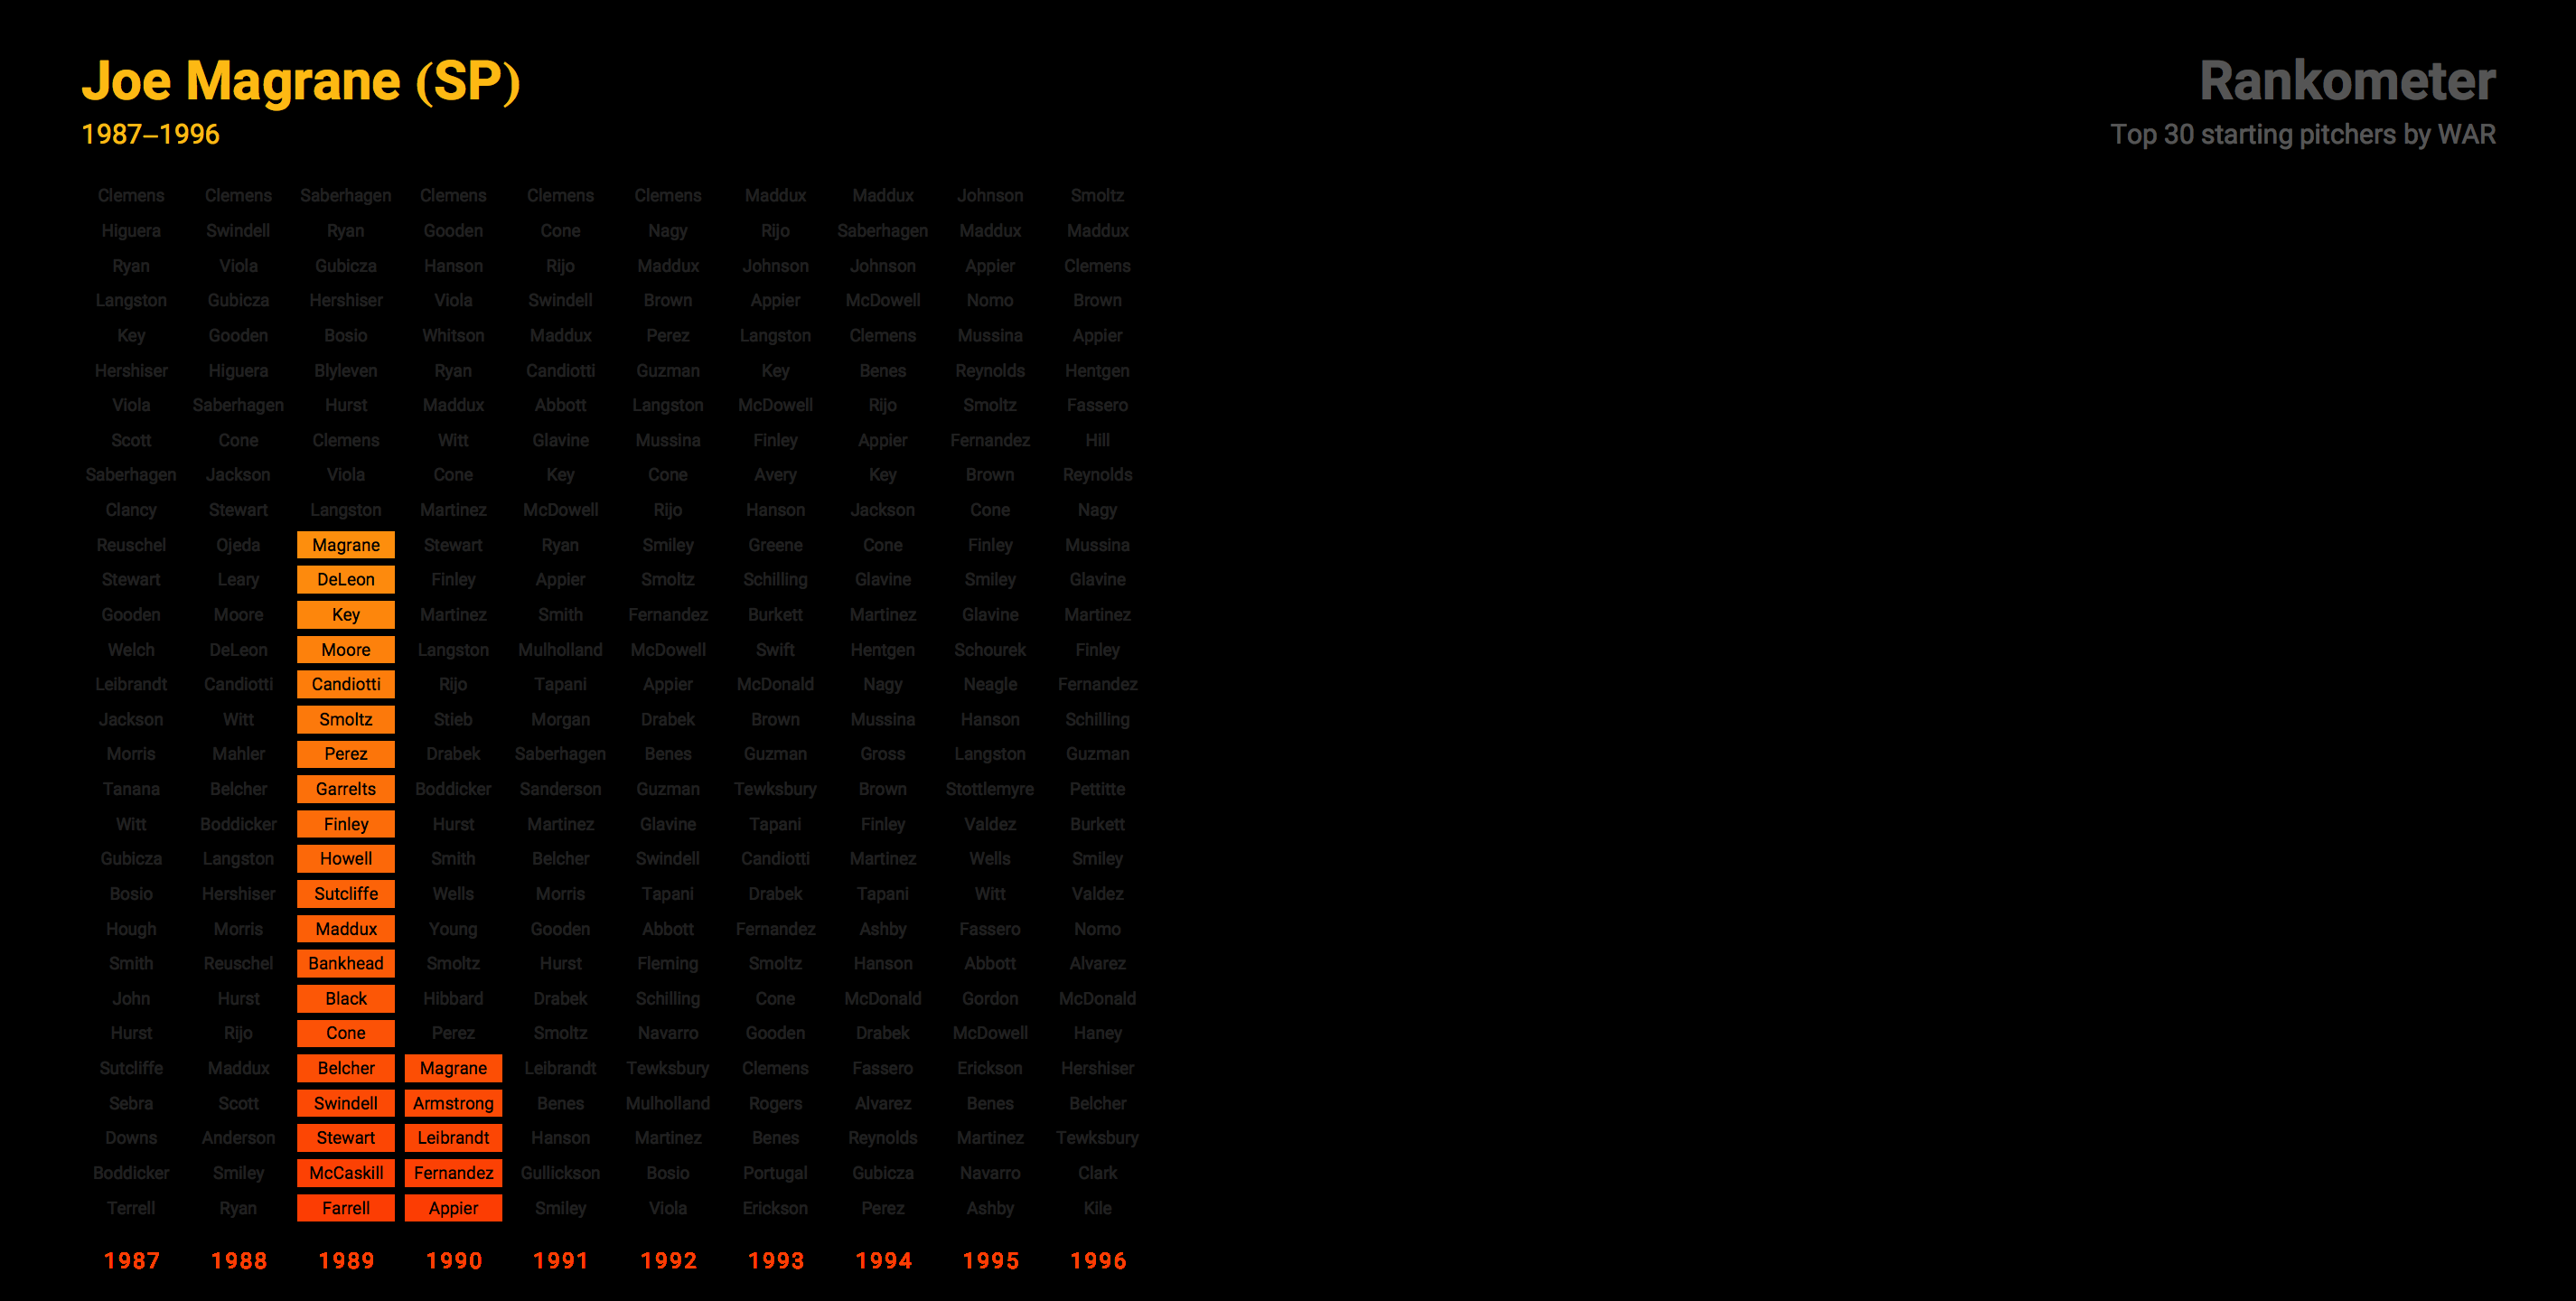 Joe Magrane (SP)
1987–1996
Rankometer
Top 30 starting pitchers by WAR
Clemens Clemens Saberhagen Clemens Clemens Clemens Maddux Maddux Johnson Smoltz
Higuera Swindell Ryan Gooden Cone Nagy Rijo Saberhagen Maddux Maddux
Ryan Viola Gubicza Hanson Rijo Maddux Johnson Johnson Appier Clemens
Langston Gubicza Hershiser Viola Swindell Brown Appier McDowell Nomo Brown
Key Gooden Bosio Whitson Maddux Perez Langston Clemens Mussina Appier
Hershiser Higuera Blyleven Ryan Candiotti Guzman Key Benes Reynolds Hentgen
Viola Saberhagen Hurst Maddux Abbott Langston McDowell Rijo Smoltz Fassero
Scott Cone Clemens Witt Glavine Mussina Finley Appier Fernandez Hill
Saberhagen Jackson Viola Cone Key Cone Avery Key Brown Reynolds
Clancy Stewart Langston Martinez McDowell Rijo Hanson Jackson Cone Nagy
Reuschel Ojeda Magrane Stewart Ryan Smiley Greene Cone Finley Mussina
Stewart Leary DeLeon Finley Appier Smoltz Schilling Glavine Smiley Glavine
Gooden Moore Key Martinez Smith Fernandez Burkett Martinez Glavine Martinez
Welch DeLeon Moore Langston Mulholland McDowell Swift Hentgen Schourek Finley
Leibrandt Candiotti Candiotti Rijo Tapani Appier McDonald Nagy Neagle Fernandez
Jackson Witt Smoltz Stieb Morgan Drabek Brown Mussina Hanson Schilling
Morris Mahler Perez Drabek Saberhagen Benes Guzman Gross Langston Guzman
Tanana Belcher Garrelts Boddicker Sanderson Guzman Tewksbury Brown Stottlemyre Pettitte
Witt Boddicker Finley Hurst Martinez Glavine Tapani Finley Valdez Burkett
Gubicza Langston Howell Smith Belcher Swindell Candiotti Martinez Wells Smiley
Bosio Hershiser Sutcliffe Wells Morris Tapani Drabek Tapani Witt Valdez
Hough Morris Maddux Young Gooden Abbott Fernandez Ashby Fassero Nomo
Smith Reuschel Bankhead Smoltz Hurst Fleming Smoltz Hanson Abbott Alvarez
John Hurst Black Hibbard Drabek Schilling Cone McDonald Gordon McDonald
Hurst Rijo Cone Perez Smoltz Navarro Gooden Drabek McDowell Haney
Sutcliffe Maddux Belcher Magrane Leibrandt Tewksbury Clemens Fassero Erickson Hershiser
Sebra Scott Swindell Armstrong Benes Mulholland Rogers Alvarez Benes Belcher
Downs Anderson Stewart Leibrandt Hanson Martinez Benes Reynolds Martinez Tewksbury
Boddicker Smiley McCaskill Fernandez Gullickson Bosio Portugal Gubicza Navarro Clark
Terrell Ryan Farrell Appier Smiley Viola Erickson Perez Ashby Kile
1987 1988 1989 1990 1991 1992 1993 1994 1995 1996